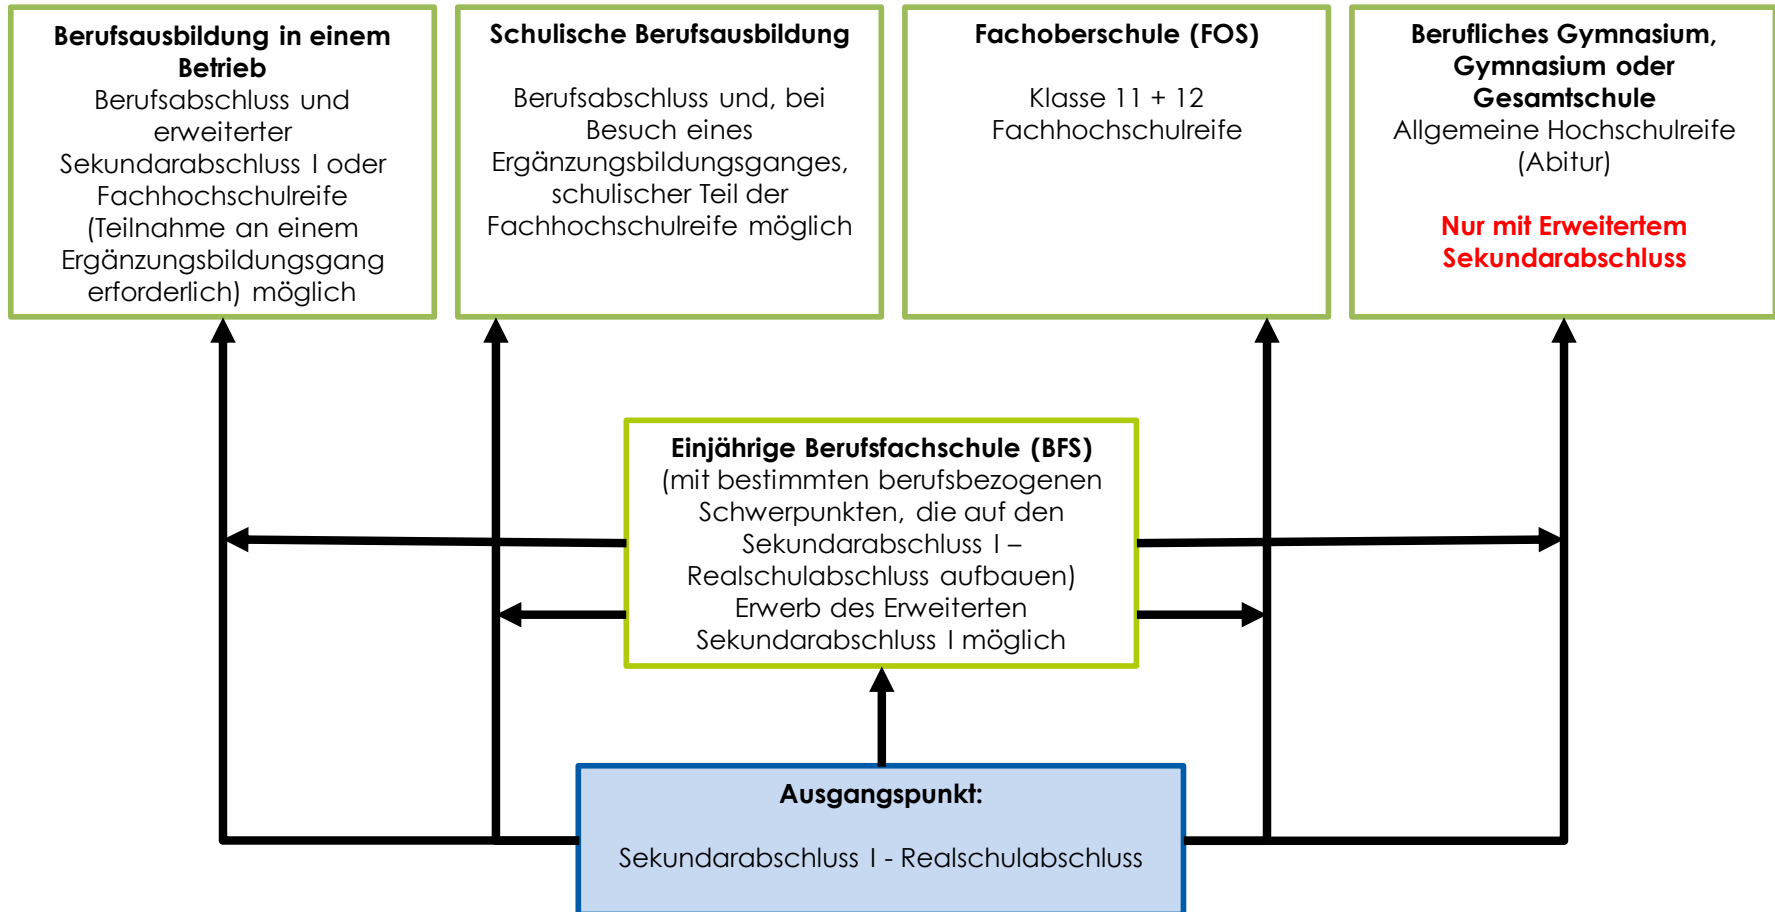 Berufsausbildung in einem
Betrieb
Berufsabschluss und
erweiterter
Sekundarabschluss I oder
Fachhochschulreife
(Teilnahme an einem
Ergänzungsbildungsgang
erforderlich) möglich
Schulische Berufsausbildung
Berufsabschluss und, bei
Besuch eines
Ergänzungsbildungsganges,
schulischer Teil der
Fachhochschulreife möglich
Fachoberschule (FOS)
Klasse 11 + 12
Fachhochschulreife
Berufliches Gymnasium,
Gymnasium oder
Gesamtschule
Allgemeine Hochschulreife
(Abitur)
Nur mit Erweitertem
Sekundarabschluss
Einjährige Berufsfachschule (BFS)
(mit bestimmten berufsbezogenen
Schwerpunkten, die auf den
Sekundarabschluss I –
Realschulabschluss aufbauen)
Erwerb des Erweiterten
Sekundarabschluss I möglich
Ausgangspunkt:
Sekundarabschluss I - Realschulabschluss